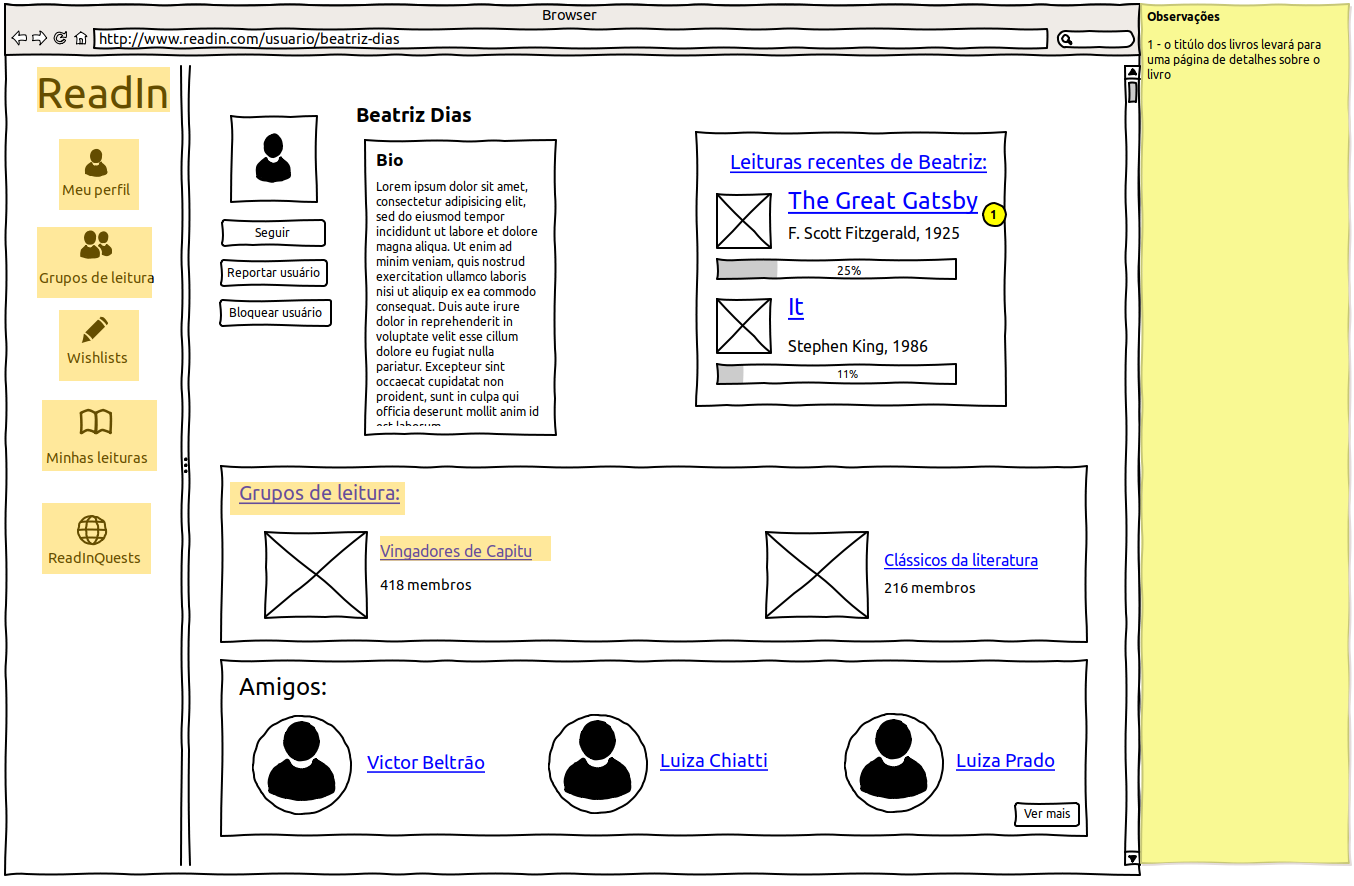 Browser
http://www.readin.com/usuario/beatriz-dias
ReadIn
Meu perfil
Grupos de leitura
Wishlists
Minhas leituras
ReadInQuests
Seguir
Reportar usuário
Bloquear usuário
Beatriz Dias
Bio
Lorem ipsum dolor sit amet,
consectetur adipisicing elit,
sed do eiusmod tempor
incididunt ut labore et dolore
magna aliqua. Ut enim ad
minim veniam, quis nostrud
exercitation ullamco laboris
nisi ut aliquip ex ea commodo
consequat. Duis aute irure
dolor in reprehenderit in
voluptate velit esse cillum
dolore eu fugiat nulla
pariatur. Excepteur sint
occaecat cupidatat non
proident, sunt in culpa qui
officia deserunt mollit anim id
est laborum
Leituras recentes de Beatriz:
The Great Gatsby
1
F. Scott Fitzgerald, 1925
25%
It
Stephen King, 1986
11%
Grupos de leitura:
Vingadores de Capitu
418 membros
Clássicos da literatura
216 membros
Amigos:
Victor Beltrão
Luiza Chiatti
Luiza Prado
Ver mais
Observações
1 - o titúlo dos livros levará para
uma página de detalhes sobre o
livro